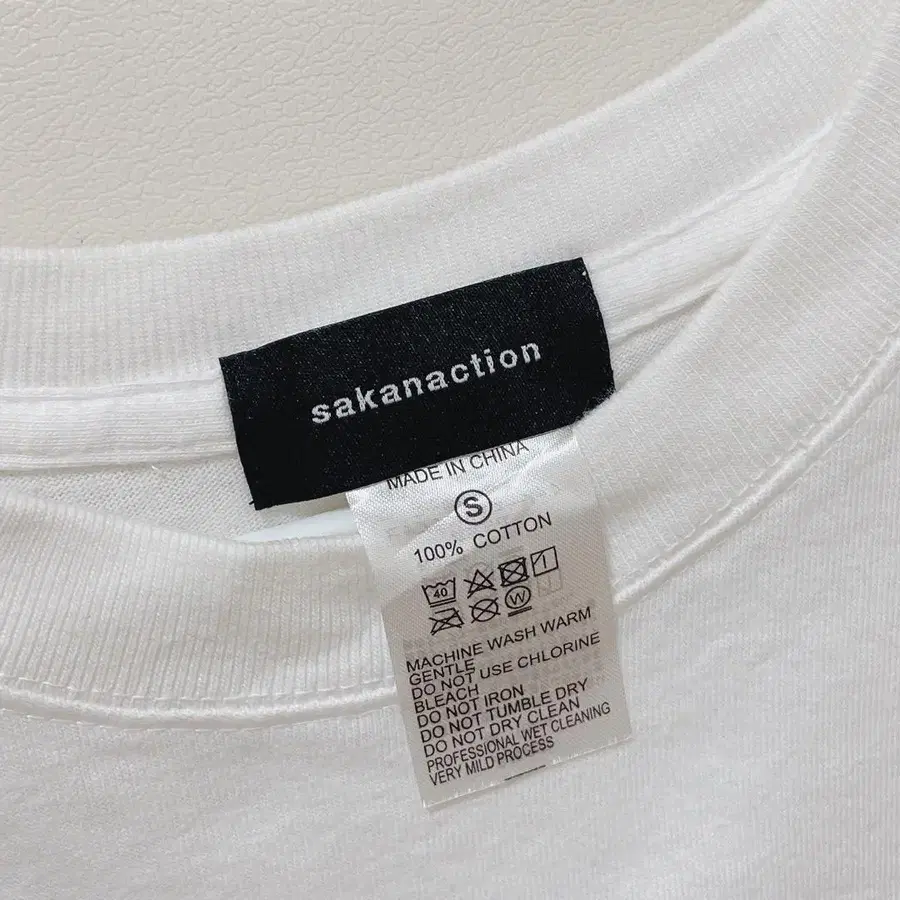 sakanaction
MADE IN CHINA
S
100% COTTON
40
W
MACHINE WASH WARM
GENTLE
DO NOT USE CHLORINE
BLEACH
DO NOT IRON
DO NOT TUMBLE DRY
DO NOT DRY CLEAN
PROFESSIONAL WET CLEANING
VERY MILD PROCESS